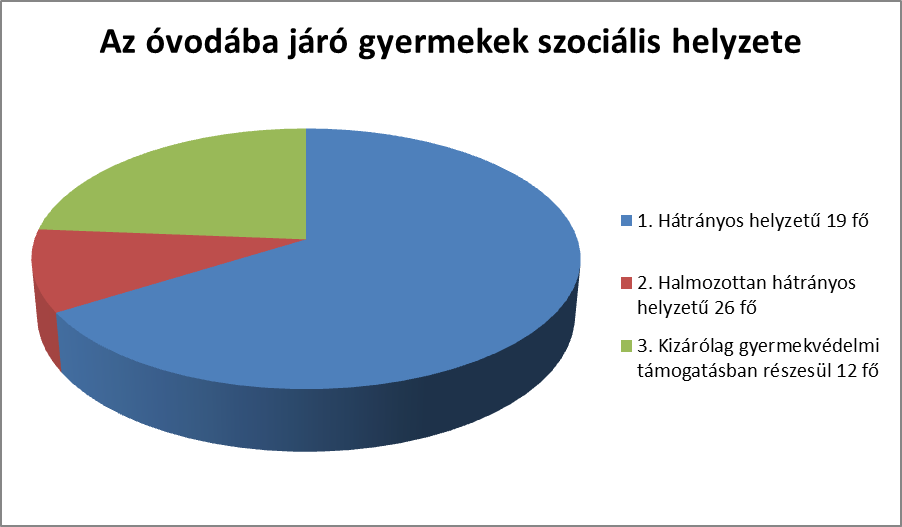 Az óvodába járó gyermekek szociális helyzete
1. Hátrányos helyzetű 19 fő
2. Halmozottan hátrányos
helyzetű 26 fő
3. Kizárólag gyermekvédelmi
támogatásban részesül 12 fő